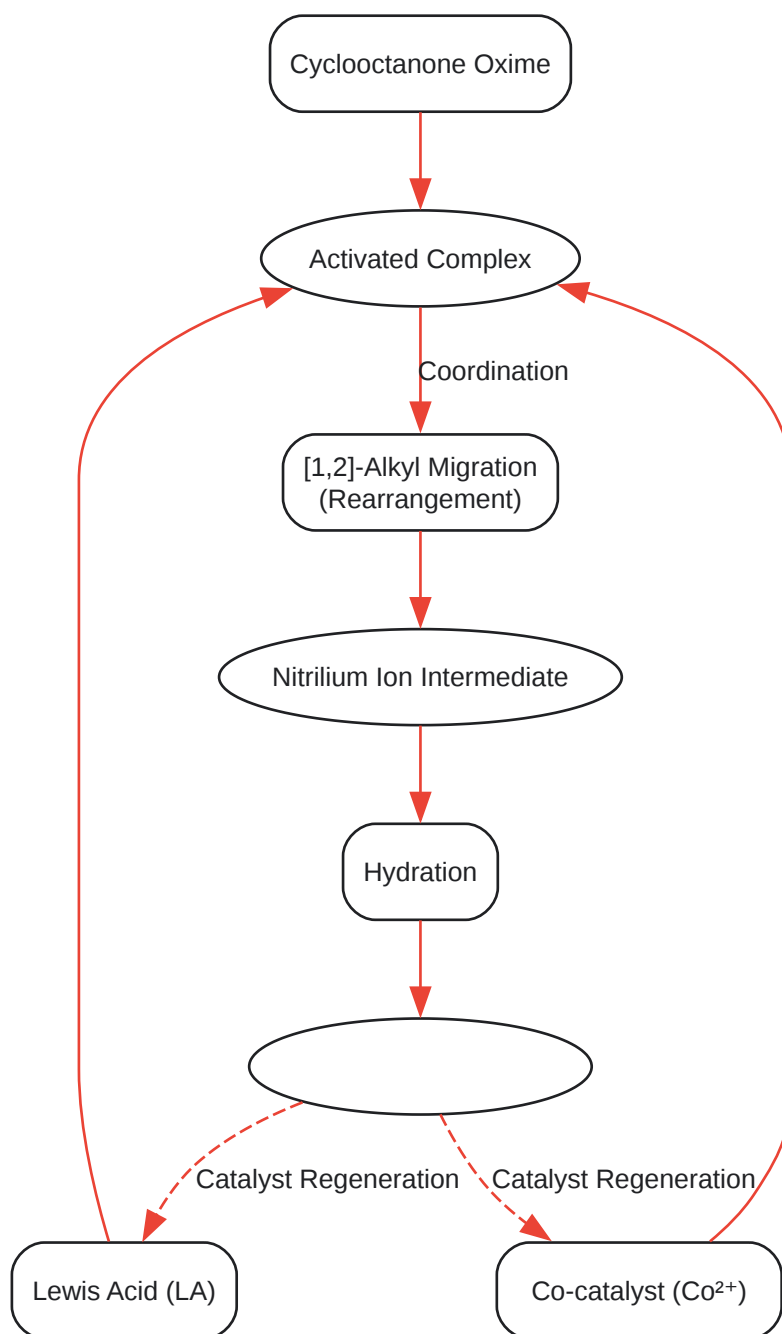 Cyclooctanone Oxime
Activated Complex
Coordination
[1,2]-Alkyl Migration
(Rearrangement)
Nitrilium Ion Intermediate
Hydration
Catalyst Regeneration
Catalyst Regeneration
Lewis Acid (LA)
Co-catalyst (Co²⁺)